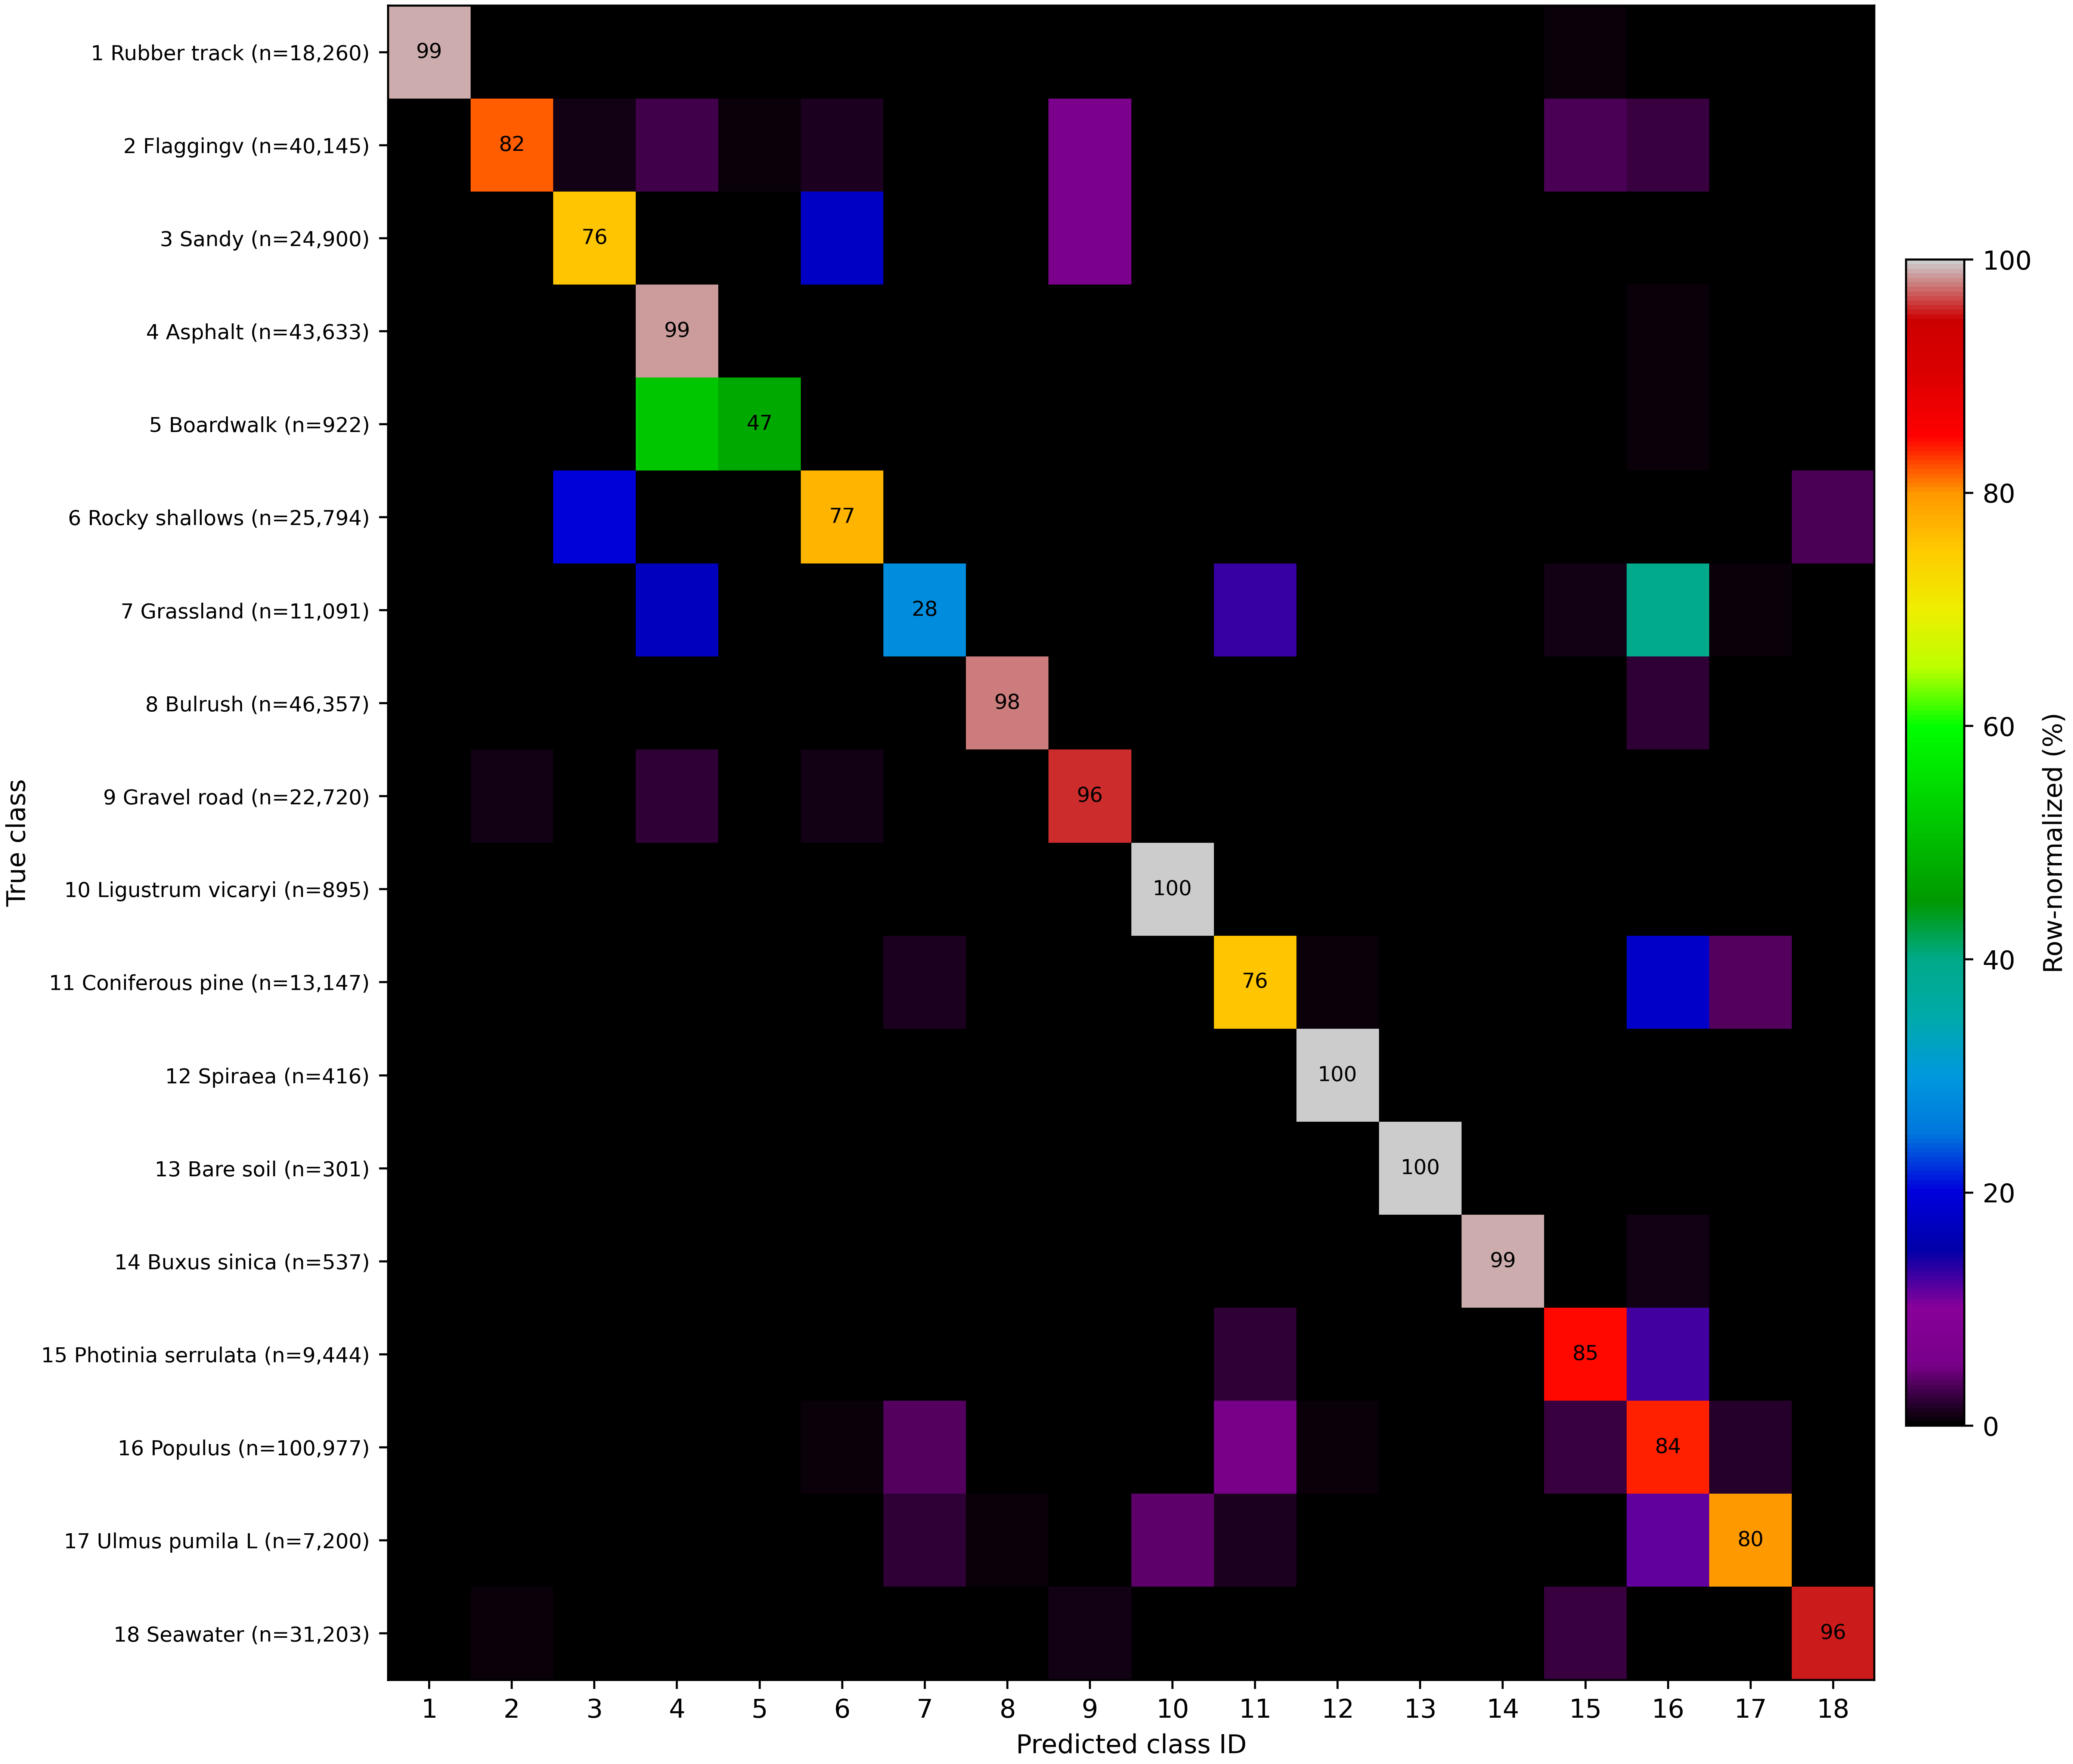 1 Rubber track (n=18,260)
99
2 Flaggingv (n=40,145)
82
3 Sandy (n=24,900)
76
4 Asphalt (n=43,633)
99
5 Boardwalk (n=922)
47
6 Rocky shallows (n=25,794)
77
7 Grassland (n=11,091)
28
8 Bulrush (n=46,357)
98
9 Gravel road (n=22,720)
96
10 Ligustrum vicaryi (n=895)
100
11 Coniferous pine (n=13,147)
76
12 Spiraea (n=416)
100
13 Bare soil (n=301)
100
14 Buxus sinica (n=537)
99
15 Photinia serrulata (n=9,444)
85
16 Populus (n=100,977)
84
17 Ulmus pumila L (n=7,200)
80
18 Seawater (n=31,203)
96
True class
1 2 3 4 5 6 7 8 9 10 11 12 13 14 15 16 17 18
Predicted class ID
100
80
60
40
20
0
Row-normalized (%)